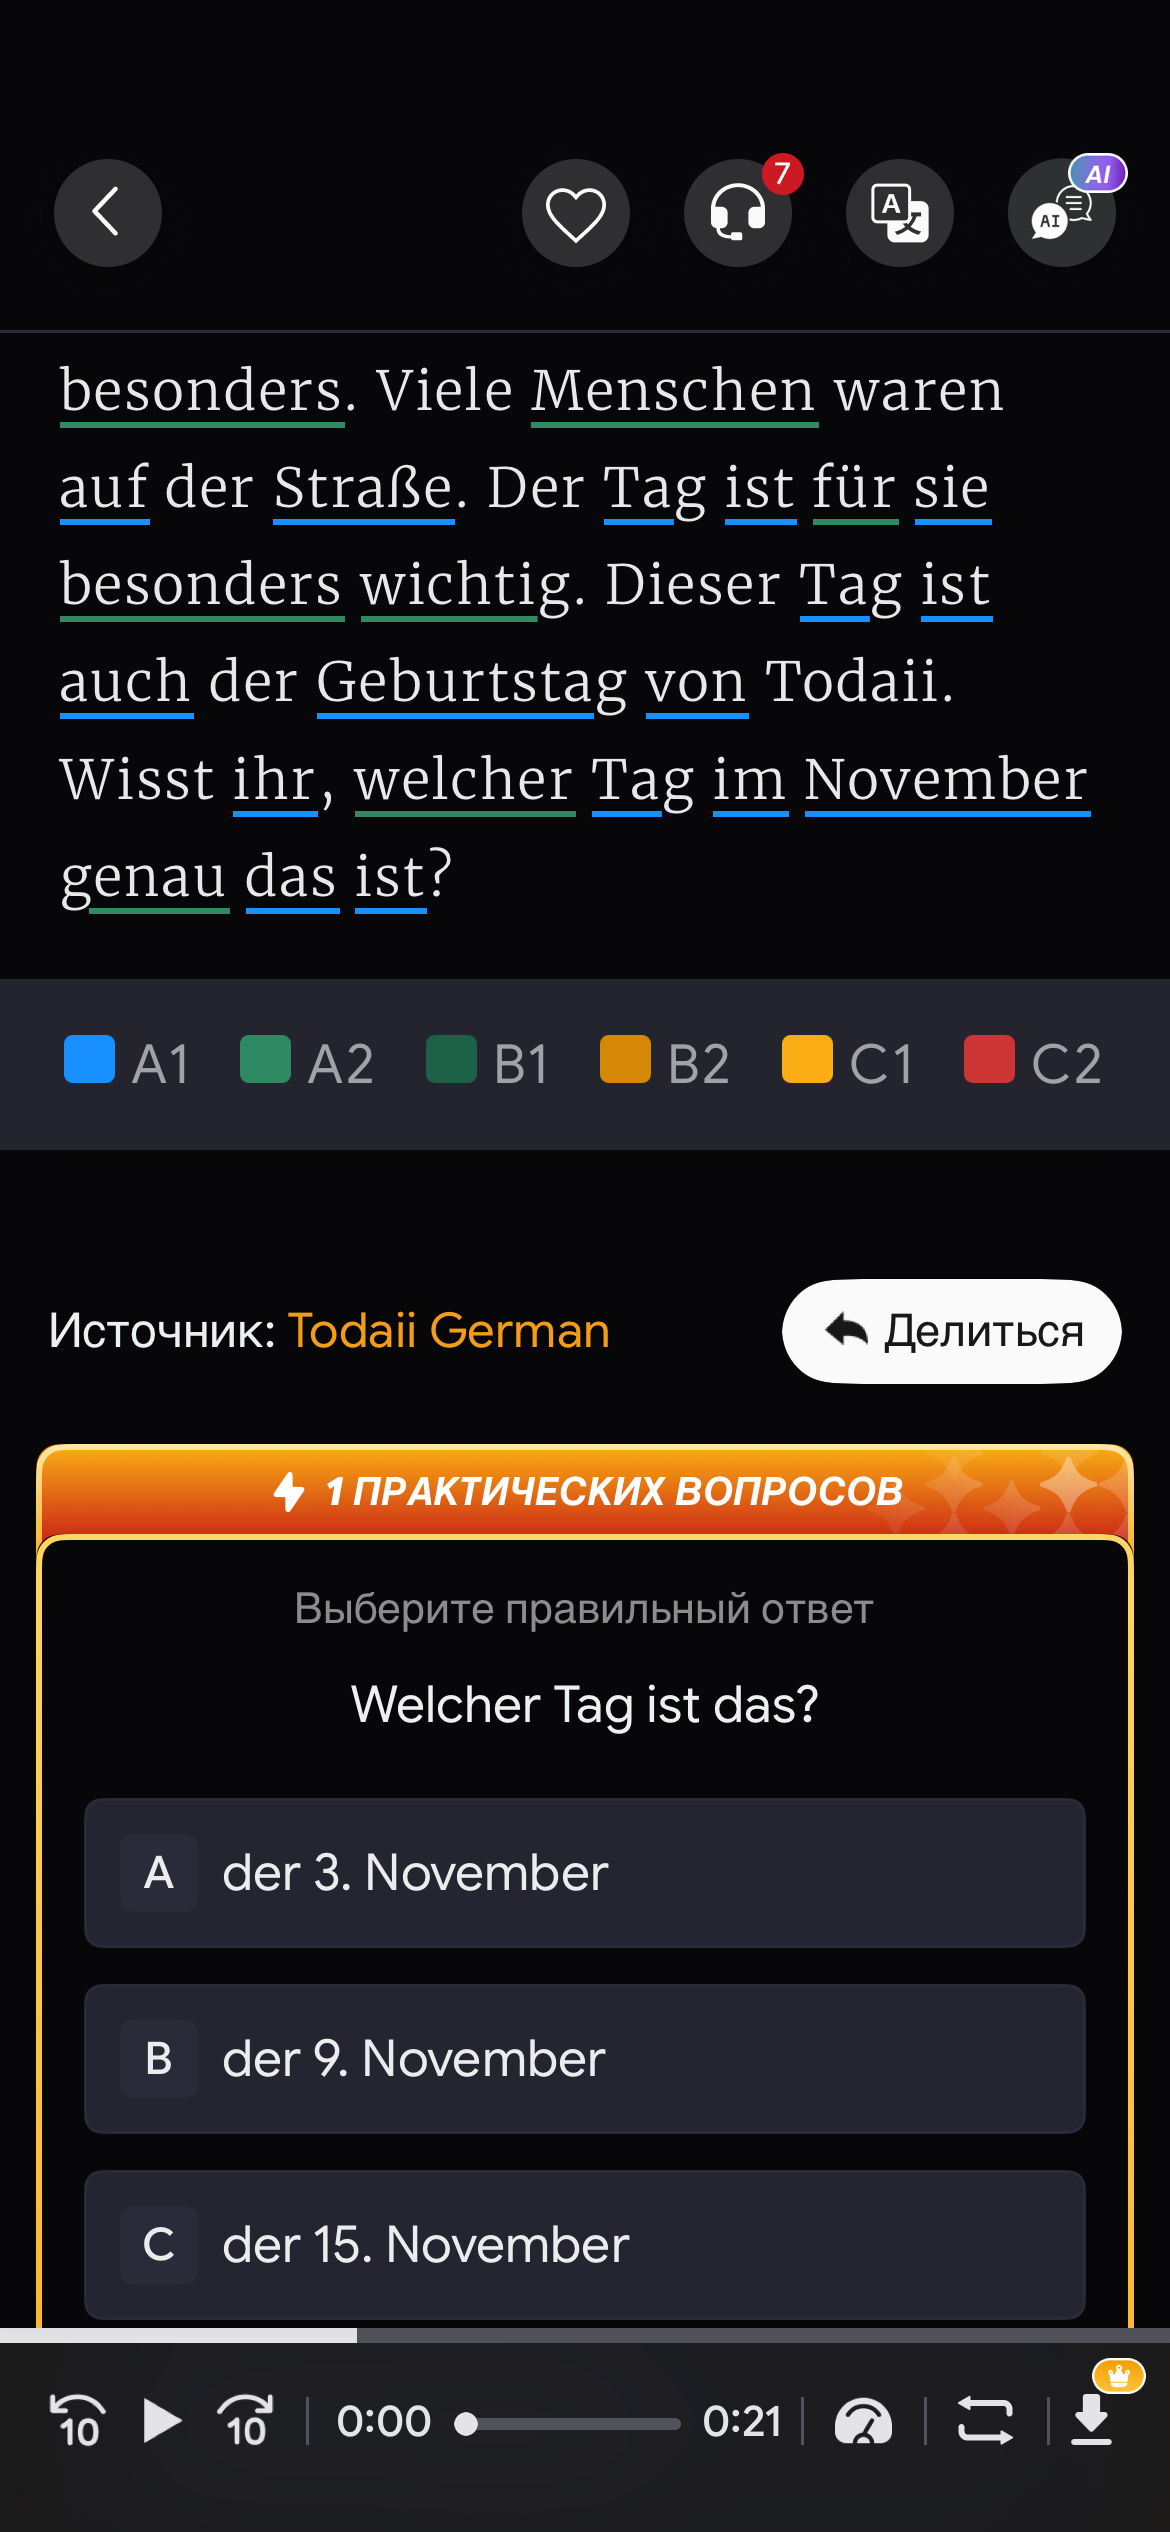 7
AI
A
文
AI
besonders. Viele Menschen waren
auf der Straße. Der Tag ist für sie
besonders wichtig. Dieser Tag ist
auch der Geburtstag von Todaii.
Wisst ihr, welcher Tag im November
genau das ist?
A1 A2 B1 B2 C1 C2
Источник: Todaii German
Делиться
1 ПРАКТИЧЕСКИХ ВОПРОСОВ
Выберите правильный ответ
Welcher Tag ist das?
A der 3. November
B der 9. November
C der 15. November
10 10 0:00 0:21